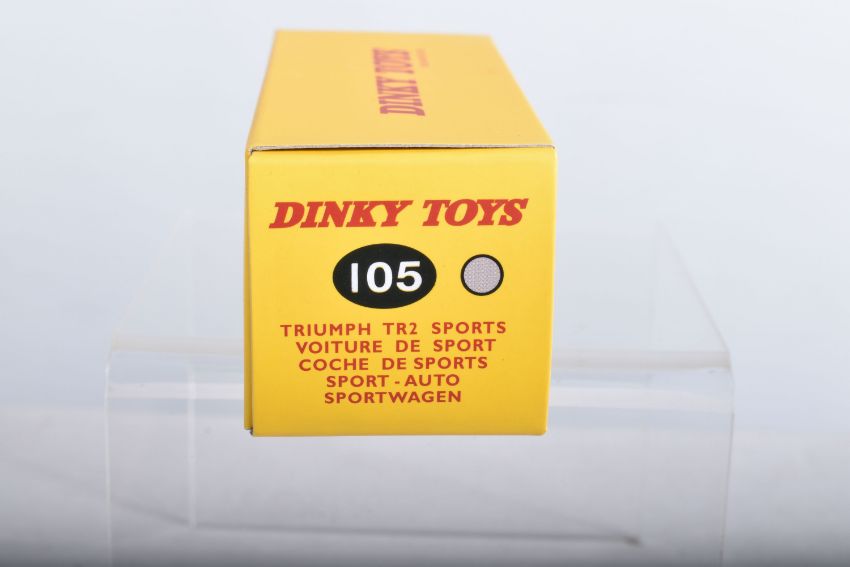 DINKY TOYS
DINKY TOYS
105
TRIUMPH TR2 SPORTS
VOITURE DE SPORT
COCHE DE SPORTS
SPORT - AUTO
SPORTWAGEN